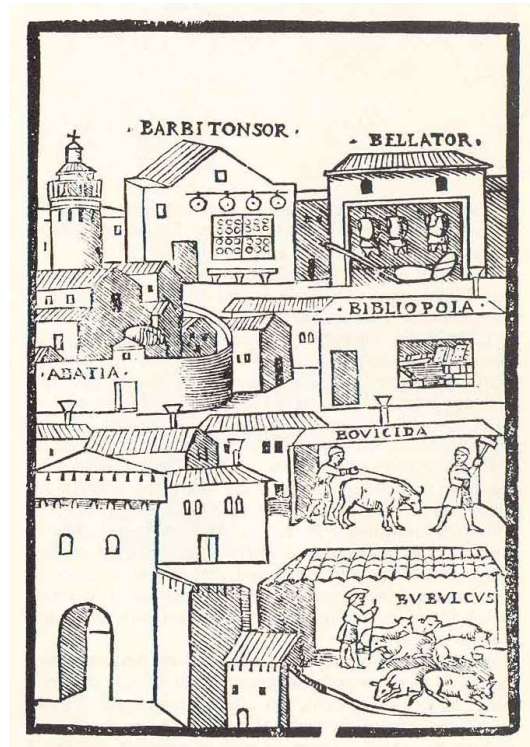 · BARBITONSOR ·
· BELLATOR ·
· BIBLIOPOLA ·
· ABATIA ·
BOVICIDA
BVBVLCVS